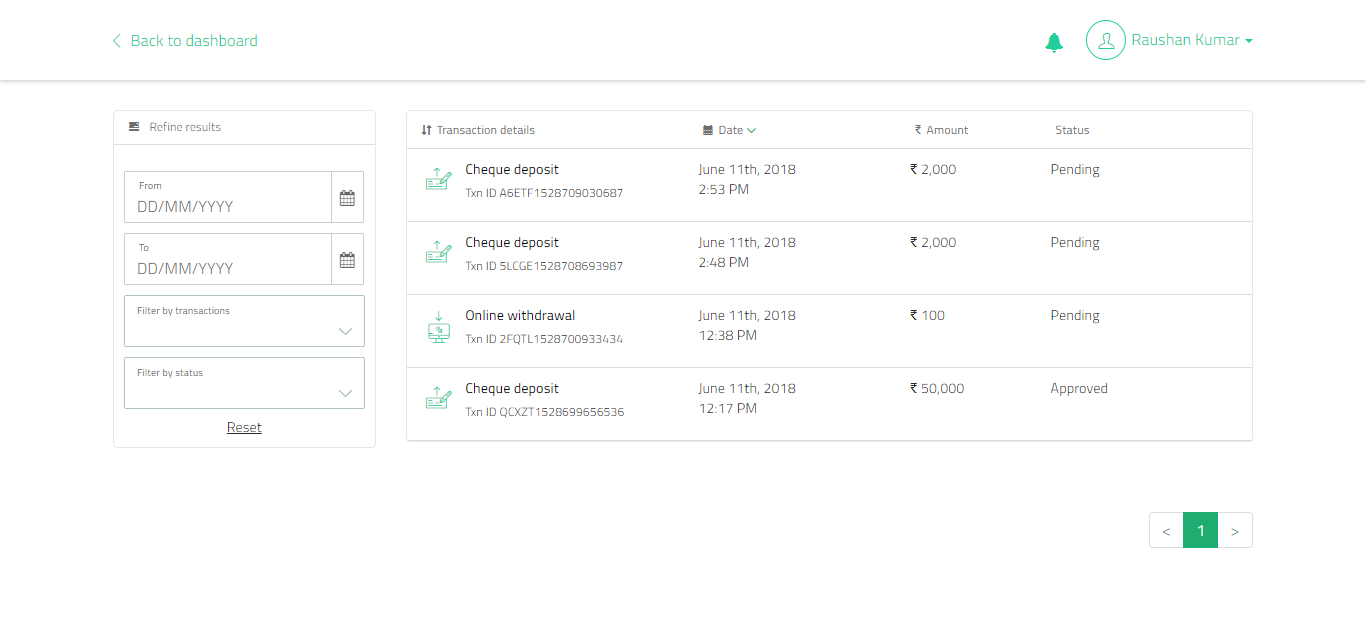 Back to dashboard
Raushan Kumar
Refine results
From
DD/MM/YYYY
To
DD/MM/YYYY
Filter by transactions
Filter by status
Reset
Transaction details Date ₹ Amount Status
Cheque deposit June 11th, 2018 ₹ 2,000 Pending
Txn ID A6ETF1528709030687 2:53 PM
Cheque deposit June 11th, 2018 ₹ 2,000 Pending
Txn ID 5LCGE1528708693987 2:48 PM
Online withdrawal June 11th, 2018 ₹ 100 Pending
Txn ID 2FQTL1528700933434 12:38 PM
Cheque deposit June 11th, 2018 ₹ 50,000 Approved
Txn ID QCXZT1528699656536 12:17 PM
< 1 >